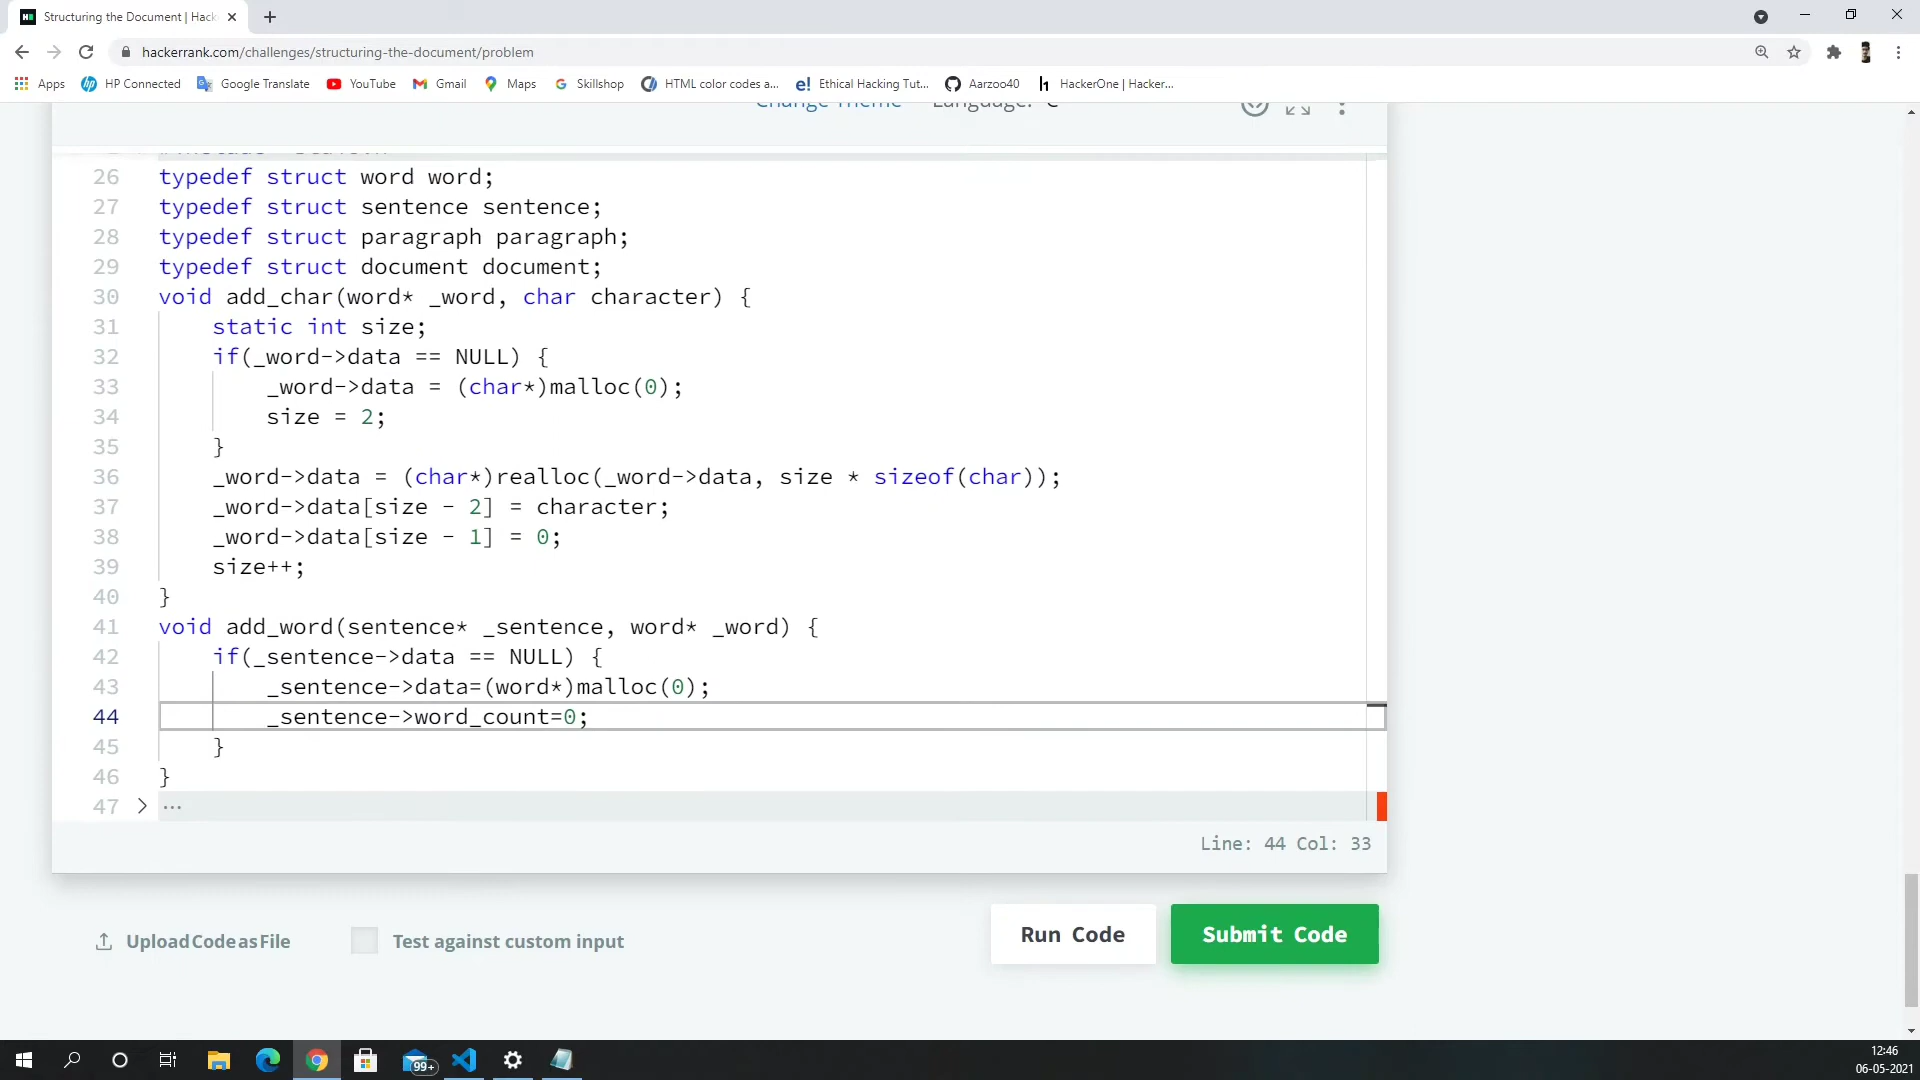 Structuring the Document | Hack
hackerrank.com/challenges/structuring-the-document/problem
Apps HP Connected Google Translate YouTube Gmail Maps Skillshop HTML color codes a... Ethical Hacking Tut... Aarzoo40 HackerOne | Hacker...
Change Theme Language: C
26 typedef struct word word;
27 typedef struct sentence sentence;
28 typedef struct paragraph paragraph;
29 typedef struct document document;
30 void add_char(word* _word, char character) {
31 static int size;
32 if(_word->data == NULL) {
33 _word->data = (char*)malloc(0);
34 size = 2;
35 }
36 _word->data = (char*)realloc(_word->data, size * sizeof(char));
37 _word->data[size - 2] = character;
38 _word->data[size - 1] = 0;
39 size++;
40 }
41 void add_word(sentence* _sentence, word* _word) {
42 if(_sentence->data == NULL) {
43 _sentence->data=(word*)malloc(0);
44 _sentence->word_count=0;
45 }
46 }
47 ...
Line: 44 Col: 33
Upload Code as File Test against custom input Run Code Submit Code
99+
12:46
06-05-2021